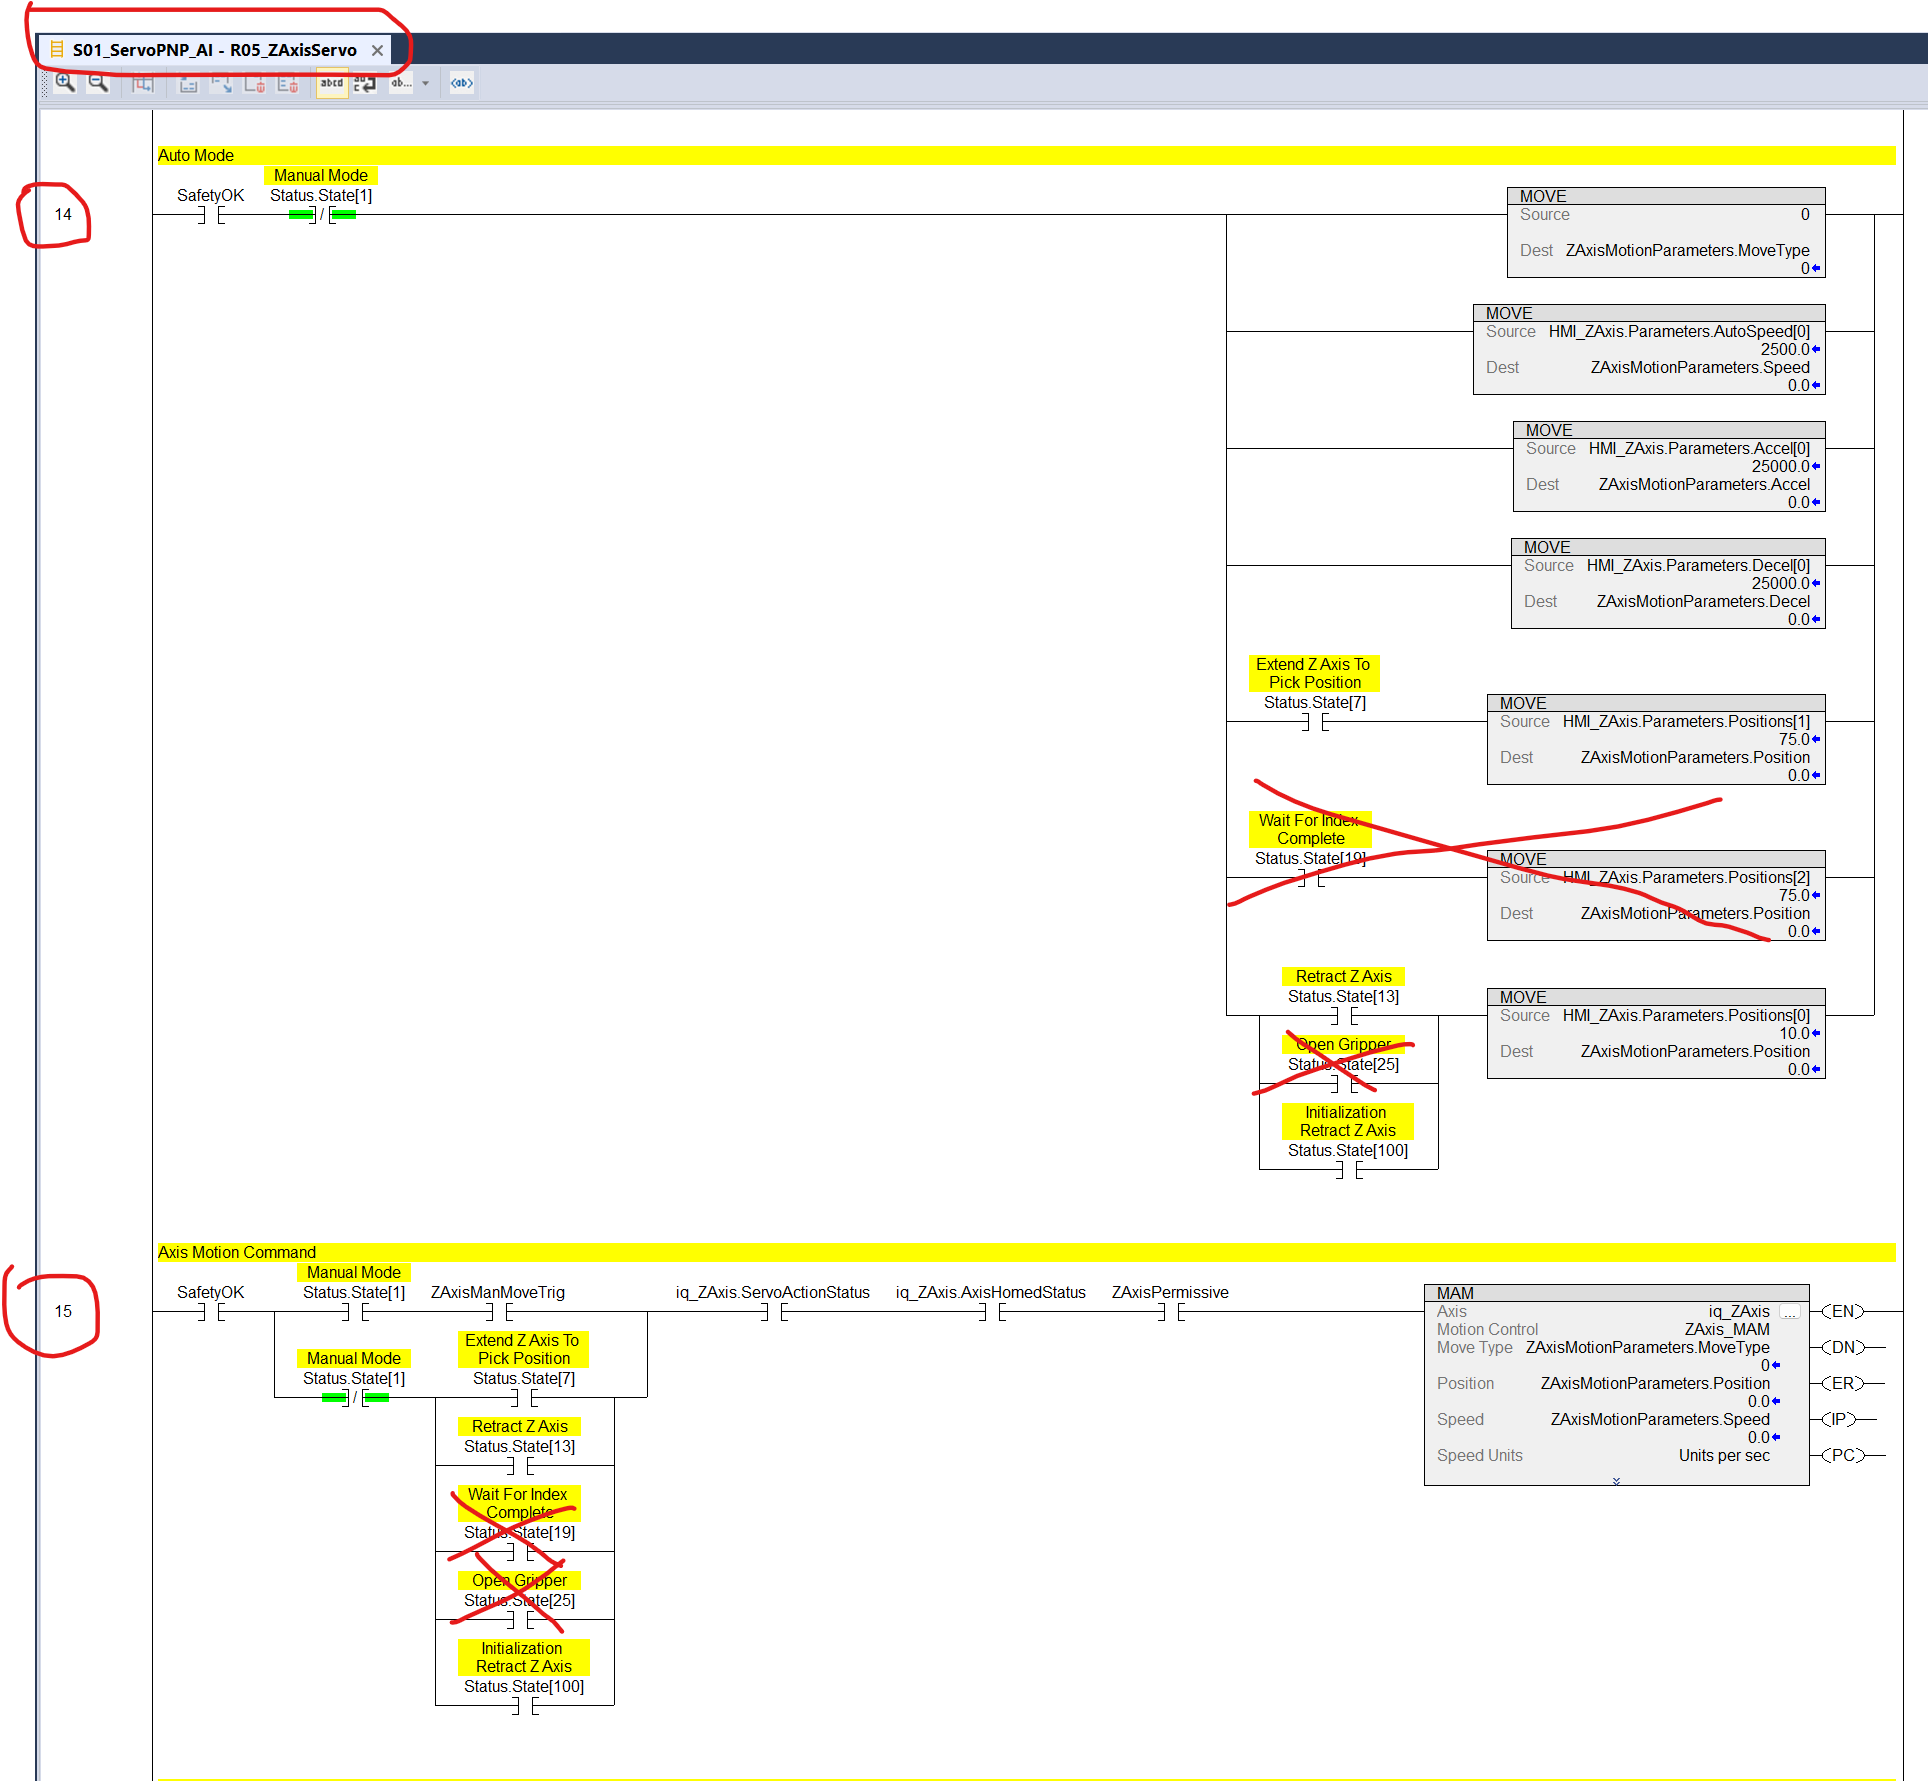 S01_ServoPNP_AI - R05_ZAxisServo
abcd
ab...
<ab>
Auto Mode
14
SafetyOK
Manual Mode
Status.State[1]
MOVE
Source 0
Dest ZAxisMotionParameters.MoveType
0
MOVE
Source HMI_ZAxis.Parameters.AutoSpeed[0]
2500.0
Dest ZAxisMotionParameters.Speed
0.0
MOVE
Source HMI_ZAxis.Parameters.Accel[0]
25000.0
Dest ZAxisMotionParameters.Accel
0.0
MOVE
Source HMI_ZAxis.Parameters.Decel[0]
25000.0
Dest ZAxisMotionParameters.Decel
0.0
Extend Z Axis To
Pick Position
Status.State[7]
MOVE
Source HMI_ZAxis.Parameters.Positions[1]
75.0
Dest ZAxisMotionParameters.Position
0.0
Wait For Index
Complete
Status.State[19]
MOVE
Source HMI_ZAxis.Parameters.Positions[2]
75.0
Dest ZAxisMotionParameters.Position
0.0
Retract Z Axis
Status.State[13]
Open Gripper
Status.State[25]
Initialization
Retract Z Axis
Status.State[100]
MOVE
Source HMI_ZAxis.Parameters.Positions[0]
10.0
Dest ZAxisMotionParameters.Position
0.0
Axis Motion Command
15
SafetyOK
Manual Mode
Status.State[1]
ZAxisManMoveTrig
iq_ZAxis.ServoActionStatus
iq_ZAxis.AxisHomedStatus
ZAxisPermissive
Manual Mode
Status.State[1]
Extend Z Axis To
Pick Position
Status.State[7]
Retract Z Axis
Status.State[13]
Wait For Index
Complete
Status.State[19]
Open Gripper
Status.State[25]
Initialization
Retract Z Axis
Status.State[100]
MAM
Axis iq_ZAxis ...
Motion Control ZAxis_MAM
Move Type ZAxisMotionParameters.MoveType
0
Position ZAxisMotionParameters.Position
0.0
Speed ZAxisMotionParameters.Speed
0.0
Speed Units Units per sec
EN
DN
ER
IP
PC